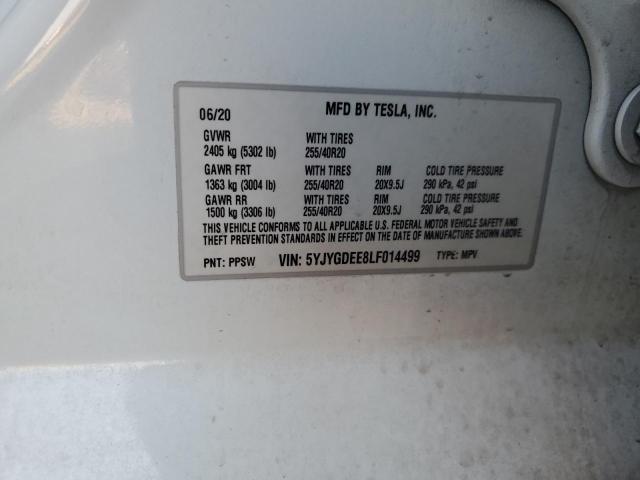 06/20 MFD BY TESLA, INC.
GVWR WITH TIRES
2405 kg (5302 lb) 255/40R20
GAWR FRT WITH TIRES RIM COLD TIRE PRESSURE
1363 kg (3004 lb) 255/40R20 20X9.5J 290 kPa, 42 psi
GAWR RR WITH TIRES RIM COLD TIRE PRESSURE
1500 kg (3306 lb) 255/40R20 20X9.5J 290 kPa, 42 psi
THIS VEHICLE CONFORMS TO ALL APPLICABLE U.S. FEDERAL MOTOR VEHICLE SAFETY AND
THEFT PREVENTION STANDARDS IN EFFECT ON THE DATE OF MANUFACTURE SHOWN ABOVE.
PNT: PPSW VIN: 5YJYGDEE8LF014499 TYPE: MPV